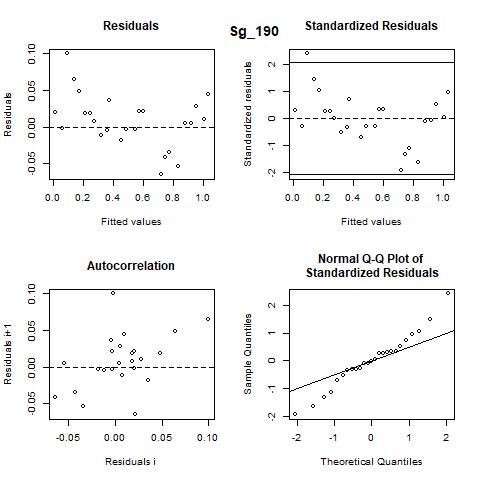 Sg_190
Residuals
Residuals
0.10
0.05
0.00
-0.05
0.0 0.2 0.4 0.6 0.8 1.0
Fitted values
Standardized Residuals
Standardized residuals
2
1
0
-1
-2
0.0 0.2 0.4 0.6 0.8 1.0
Fitted values
Autocorrelation
Residuals i+1
0.10
0.05
0.00
-0.05
-0.05 0.00 0.05 0.10
Residuals i
Normal Q-Q Plot of
Standardized Residuals
Sample Quantiles
2
1
0
-1
-2
-2 -1 0 1 2
Theoretical Quantiles